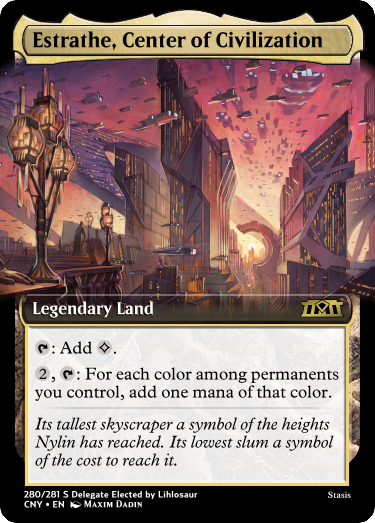 Estrathe, Center of Civilization
Legendary Land
: Add .
2, : For each color among permanents
you control, add one mana of that color.
Its tallest skyscraper a symbol of the heights
Nylin has reached. Its lowest slum a symbol
of the cost to reach it.
280/281 S Delegate Elected by Lihlosaur
Stasis
CNY • EN Maxim Dadin